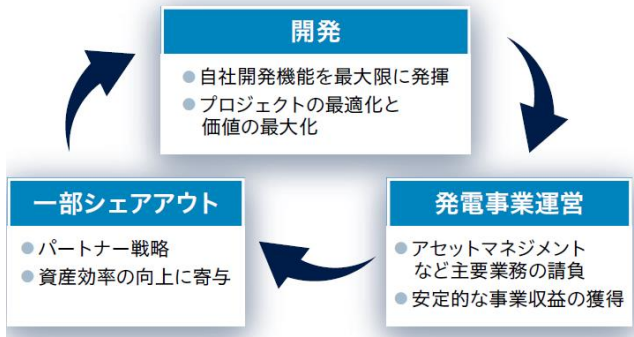 開発
●自社開発機能を最大限に発揮
●プロジェクトの最適化と
価値の最大化
一部シェアアウト
●パートナー戦略
●資産効率の向上に寄与
発電事業運営
●アセットマネジメント
など主要業務の請負
●安定的な事業収益の獲得